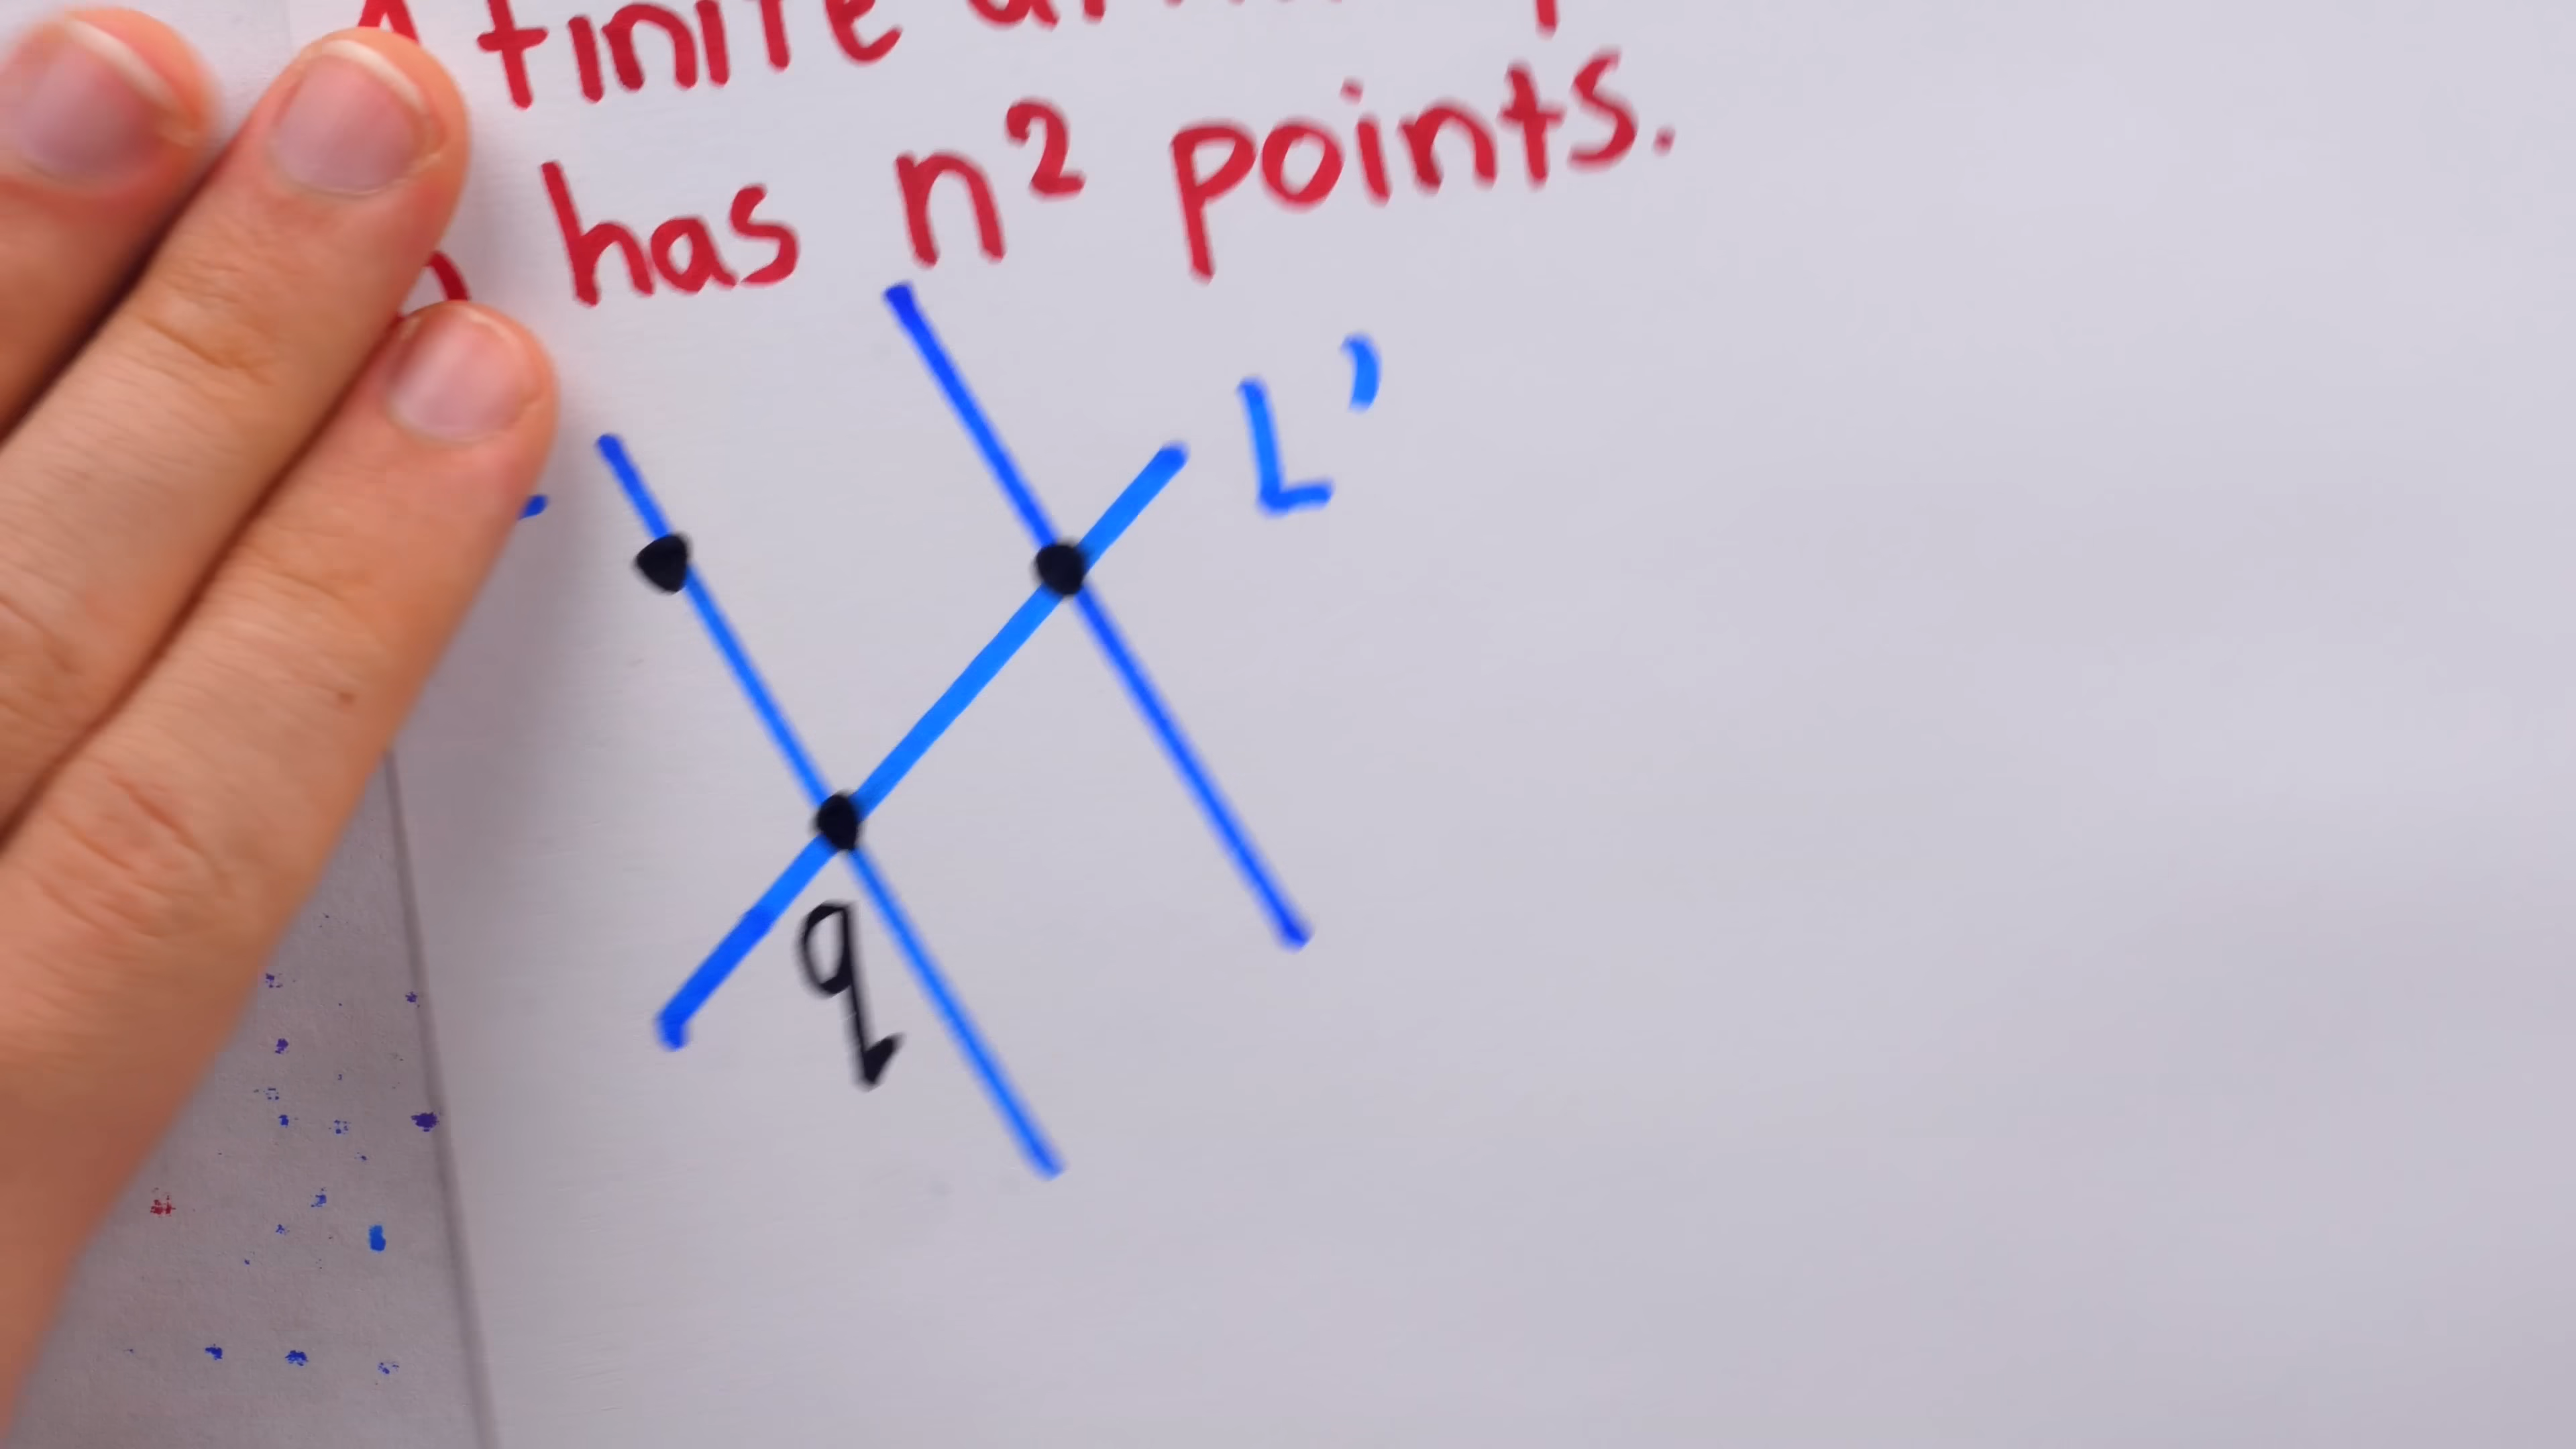 A finite
has n² points.
L'
q